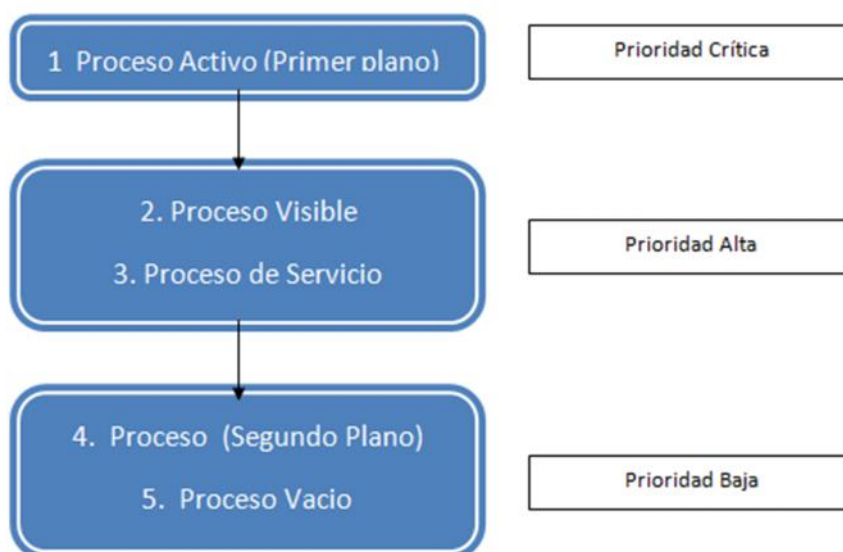 1 Proceso Activo (Primer plano)
Prioridad Crítica
2. Proceso Visible
3. Proceso de Servicio
Prioridad Alta
4. Proceso (Segundo Plano)
5. Proceso Vacio
Prioridad Baja